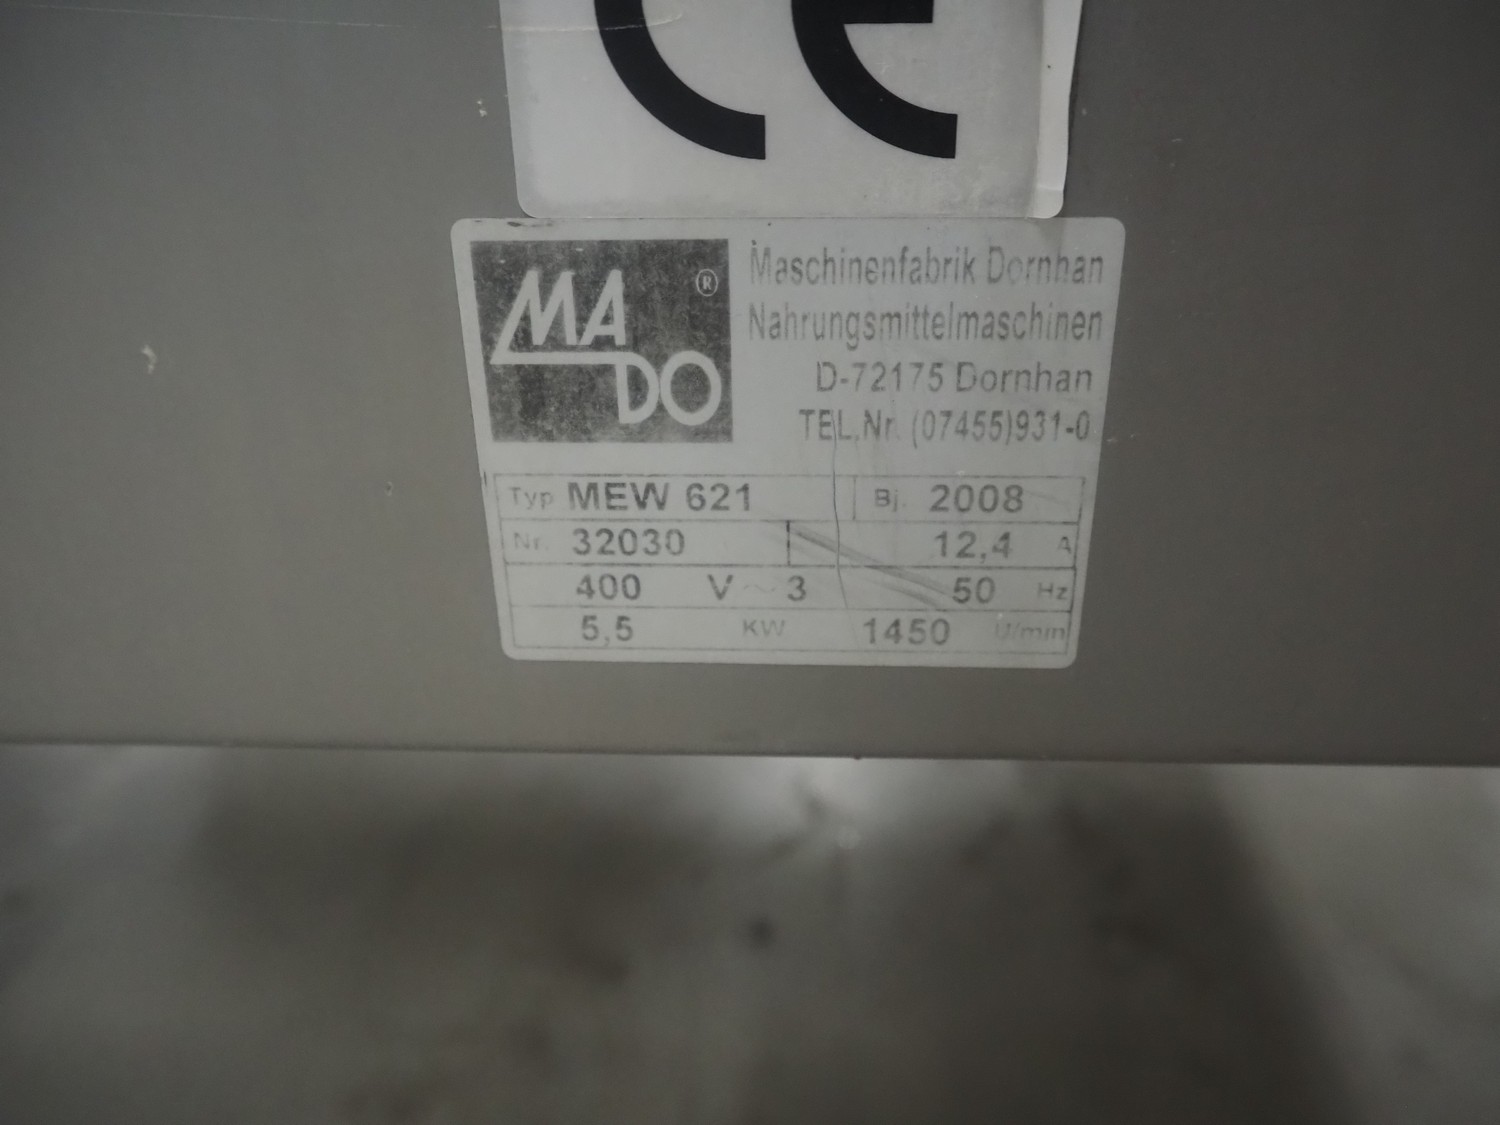 CE
MA
DO ®
Maschinenfabrik Dornhan
Nahrungsmittelmaschinen
D-72175 Dornhan
TEL.Nr. (07455)931-0
Typ MEW 621 Bj. 2008
Nr. 32030 12,4 A
400 V ~ 3 50 Hz
5,5 KW 1450 U/min